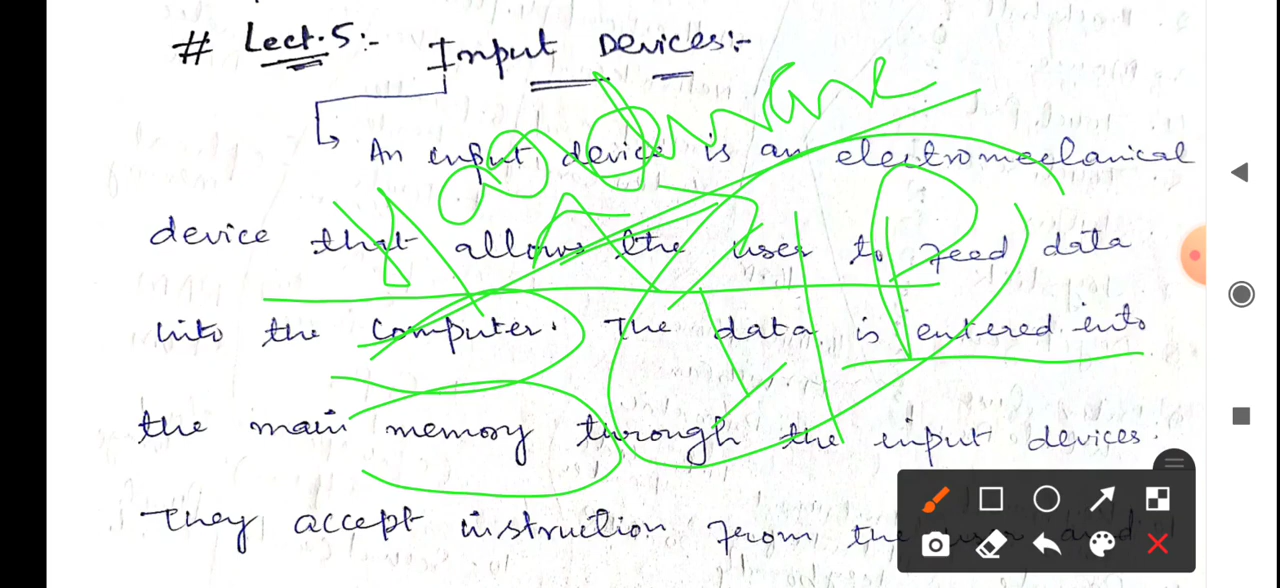 # Lect.5:- Input Devices:-
An input device is an electromechanical
device that allows the user to feed data
into the computer. The data is entered into
the main memory through the input devices.
They accept instruction from the